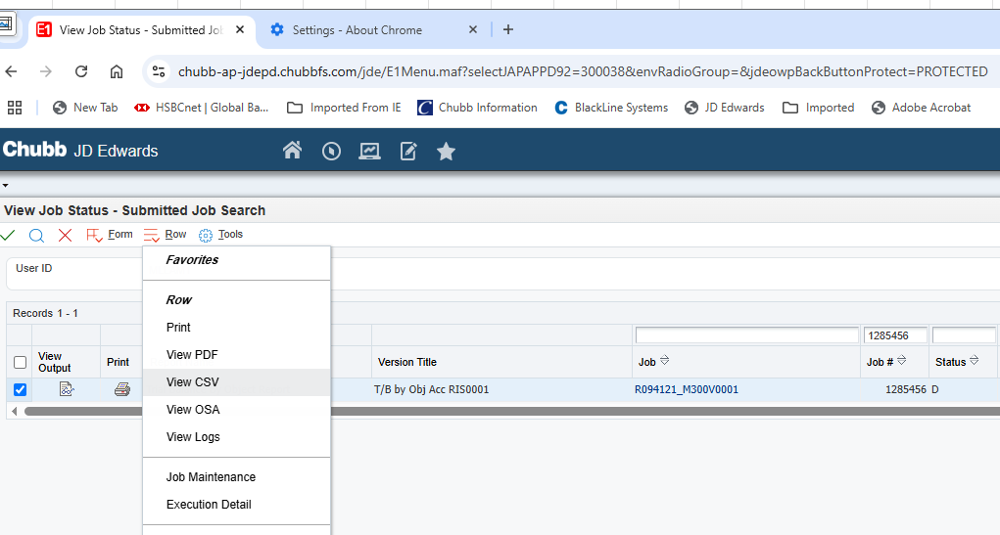 E1 View Job Status - Submitted Jo
Settings - About Chrome
chubb-ap-jdepd.chubbfs.com/jde/E1Menu.maf?selectJAPAPPD92=300038&envRadioGroup=&jdeowpBackButtonProtect=PROTECTED
New Tab HSBCnet | Global Ba... Imported From IE Chubb Information BlackLine Systems JD Edwards Imported Adobe Acrobat
Chubb JD Edwards
View Job Status - Submitted Job Search
Form Row Tools
Favorites
User ID
Row
Records 1 - 1
Print
1285456
View PDF
View Output Print Version Title Job Job # Status
View CSV
T/B by Obj Acc RIS0001 R094121_M300V0001 1285456 D
View OSA
View Logs
Job Maintenance
Execution Detail